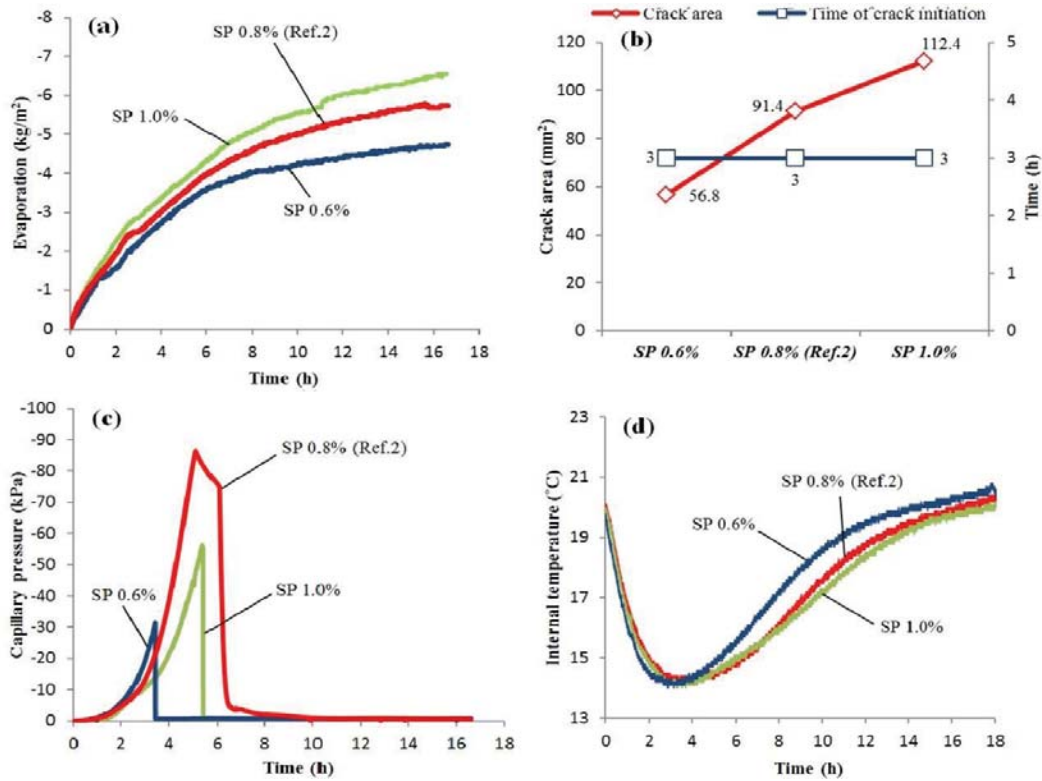 (a)
-8
-7
-6
-5
-4
-3
-2
-1
0
Evaporation (kg/m²)
SP 0.8% (Ref.2)
SP 1.0%
SP 0.6%
0 2 4 6 8 10 12 14 16 18
Time (h)
Crack area
Time of crack initiation
(b)
120
100
80
60
40
20
0
Crack area (mm²)
112.4
91.4
56.8
3
3
3
5
4
3
2
1
0
Time (h)
SP 0.6% SP 0.8% (Ref.2) SP 1.0%
(c)
-100
-90
-80
-70
-60
-50
-40
-30
-20
-10
0
Capillary pressure (kPa)
SP 0.8% (Ref.2)
SP 0.6%
SP 1.0%
0 2 4 6 8 10 12 14 16 18
Time (h)
(d)
23
21
19
17
15
13
Internal temperature (˚C)
SP 0.8% (Ref.2)
SP 0.6%
SP 1.0%
0 2 4 6 8 10 12 14 16 18
Time (h)